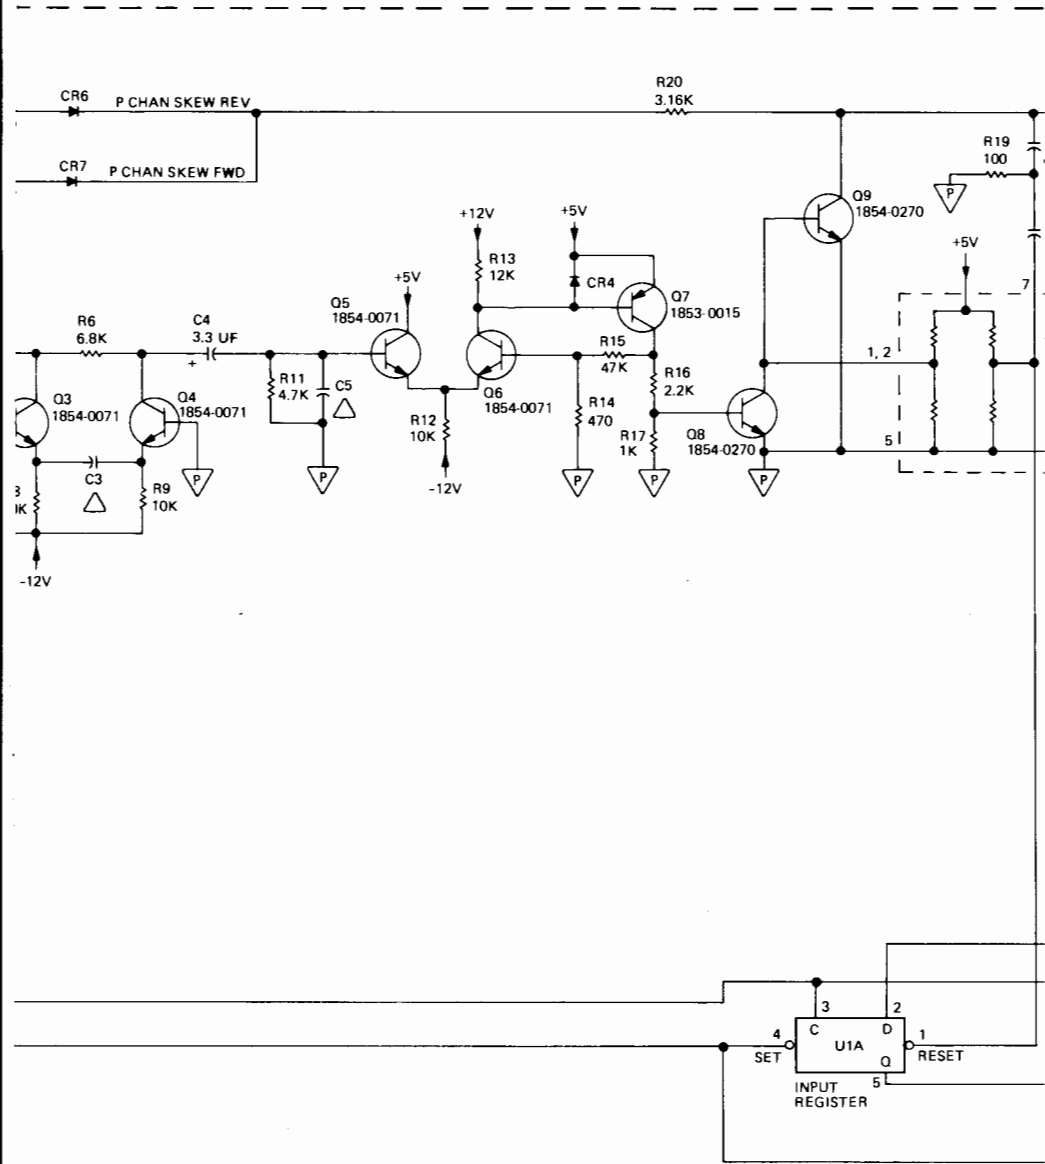 R20
3.16K
CR6
P CHAN SKEW REV
CR7
P CHAN SKEW FWD
R19
100
P
Q9
1854-0270
+12V
+5V
+5V
R13
12K
CR4
+5V
7
Q5
1854-0071
Q7
1853-0015
R6
6.8K
C4
3.3 UF
+
R15
47K
1, 2
R11
4.7K
C5
R16
2.2K
Q3
1854-0071
Q4
1854-0071
Q6
1854-0071
R12
10K
R14
470
R17
1K
Q8
1854-0270
5
C3
P
P
-12V
P
P
P
R9
10K
-12V
3
2
4
C
D
1
SET
U1A
RESET
Q
5
INPUT
REGISTER